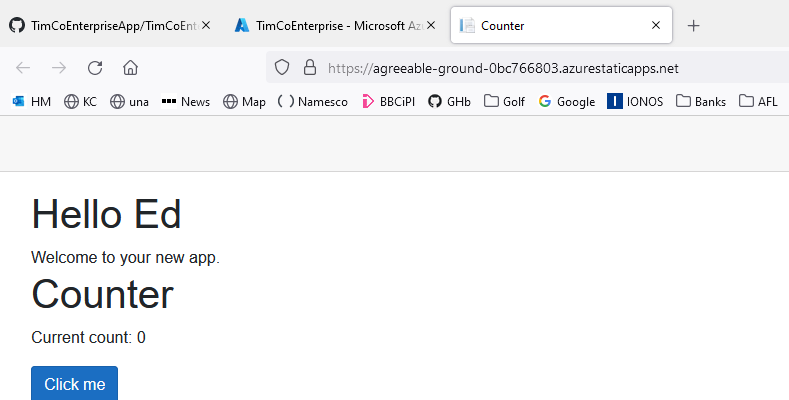 TimCoEnterpriseApp/TimCoEnt
TimCoEnterprise - Microsoft Az
Counter
https://agreeable-ground-0bc766803.azurestaticapps.net
HM KC una News Map Namesco BBCiPl GHb Golf Google IONOS Banks AFL
Hello Ed
Welcome to your new app.
Counter
Current count: 0
Click me